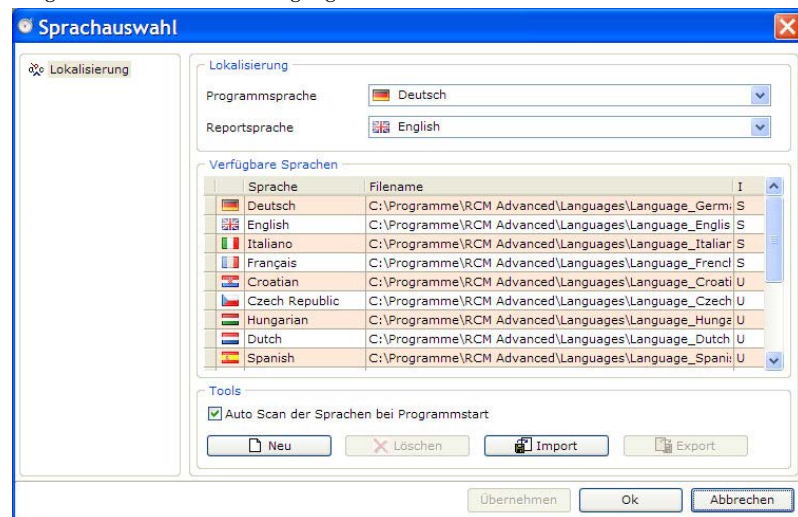 Sprachauswahl
Lokalisierung
Lokalisierung
Programmsprache Deutsch
Reportsprache English
Verfügbare Sprachen
Sprache Filename I
Deutsch C:\Programme\RCM Advanced\Languages\Language_Germa S
English C:\Programme\RCM Advanced\Languages\Language_Englis S
Italiano C:\Programme\RCM Advanced\Languages\Language_Italian S
Français C:\Programme\RCM Advanced\Languages\Language_French S
Croatian C:\Programme\RCM Advanced\Languages\Language_Croati U
Czech Republic C:\Programme\RCM Advanced\Languages\Language_Czech U
Hungarian C:\Programme\RCM Advanced\Languages\Language_Hunga U
Dutch C:\Programme\RCM Advanced\Languages\Language_Dutch U
Spanish C:\Programme\RCM Advanced\Languages\Language_Spanis U
Tools
Auto Scan der Sprachen bei Programmstart
Neu Löschen Import Export
Übernehmen Ok Abbrechen